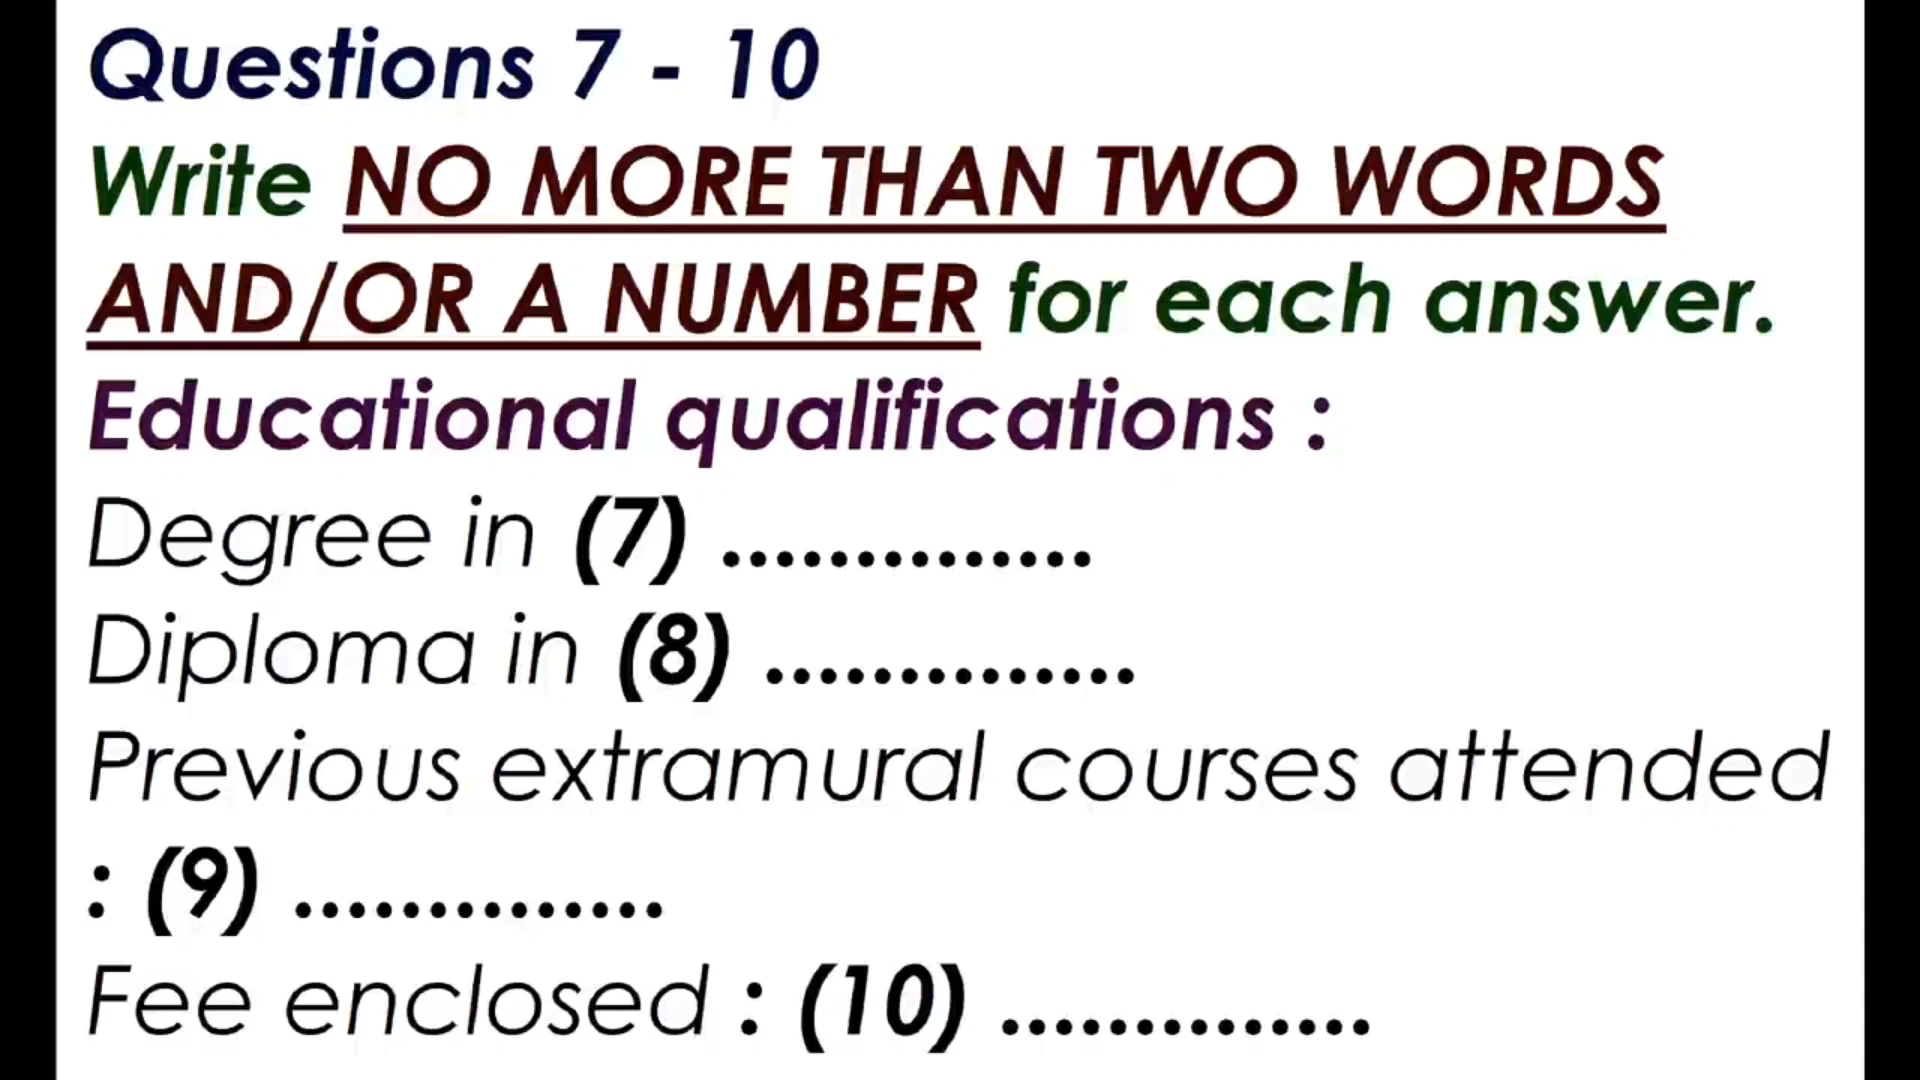 Questions 7 - 10
Write NO MORE THAN TWO WORDS
AND/OR A NUMBER for each answer.
Educational qualifications :
Degree in (7) ..............
Diploma in (8) ..............
Previous extramural courses attended
: (9) ..............
Fee enclosed : (10) ..............